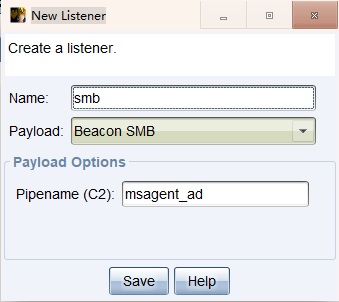 New Listener
Create a listener.
Name: smb
Payload: Beacon SMB
Payload Options
Pipename (C2): msagent_ad
Save Help